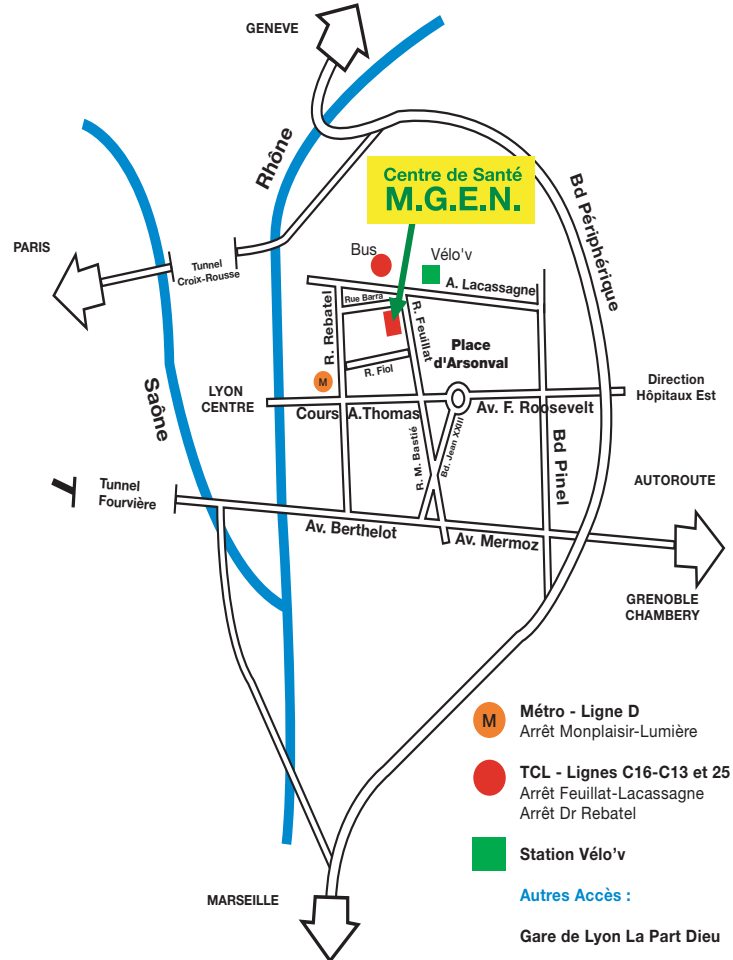 GENEVE
Rhône
Centre de Santé
M.G.E.N.
Bd Périphérique
PARIS
Tunnel
Croix-Rousse
Bus
Vélo'v
A. Lacassagne
Rue Barra
R. Rebatel
R. Feuillat
Place
d'Arsonval
R. Fiol
M
Saône
LYON
CENTRE
Cours A.Thomas
Av. F. Roosevelt
Direction
Hôpitaux Est
R. M. Bastié
Bd. Jean XXIII
Bd Pinel
Tunnel
Fourvière
AUTOROUTE
Av. Berthelot
Av. Mermoz
GRENOBLE
CHAMBERY
M
Métro - Ligne D
Arrêt Monplaisir-Lumière
TCL - Lignes C16-C13 et 25
Arrêt Feuillat-Lacassagne
Arrêt Dr Rebatel
Station Vélo'v
Autres Accès :
MARSEILLE
Gare de Lyon La Part Dieu